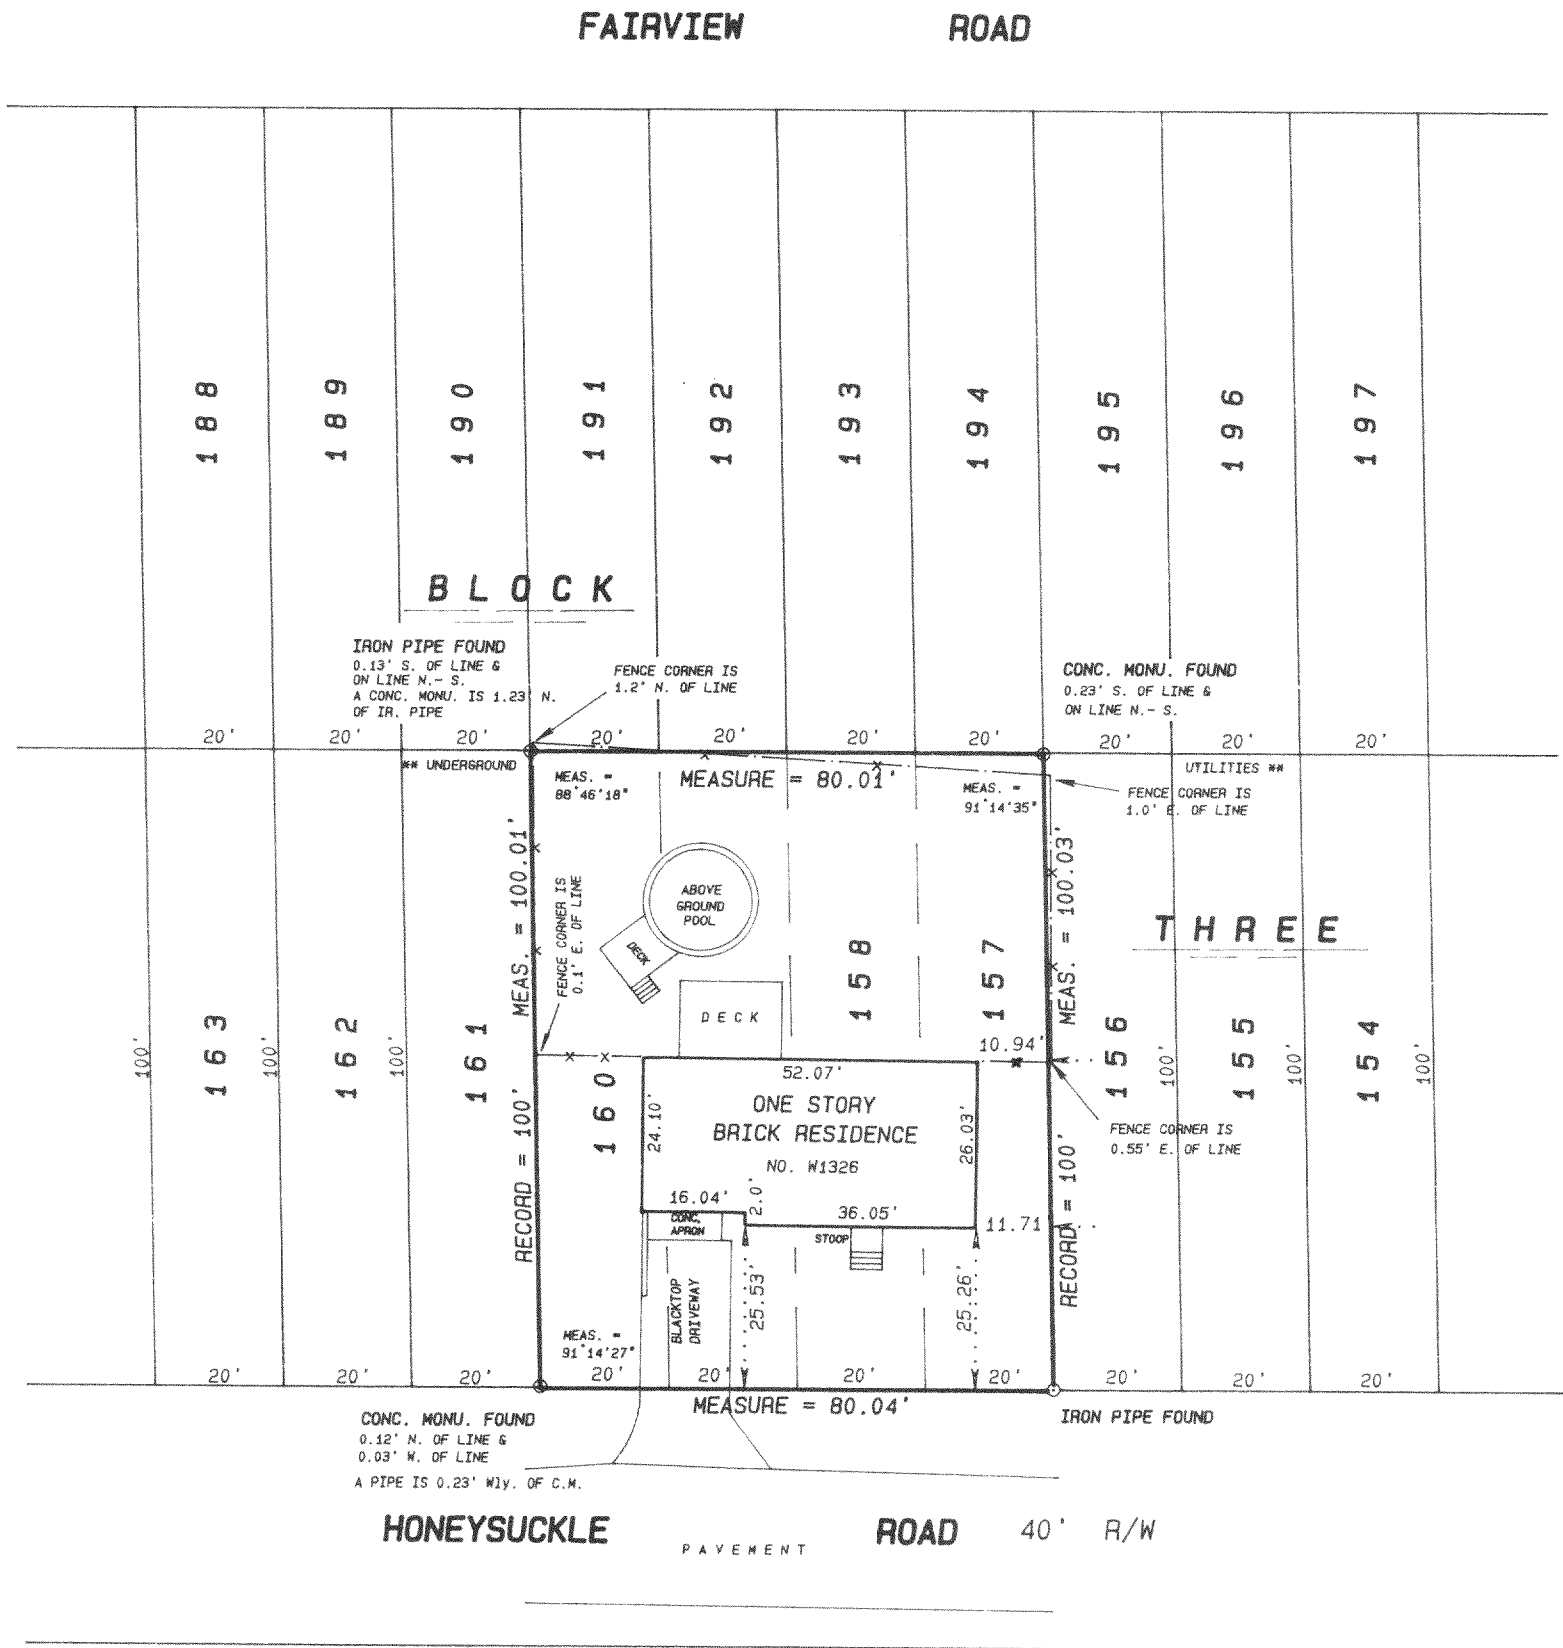 FAIRVIEW ROAD
188
189
190
191
192
193
194
195
196
197
BLOCK
IRON PIPE FOUND
0.13' S. OF LINE &
ON LINE N.- S.
A CONC. MONU. IS 1.23' N.
OF IR. PIPE
FENCE CORNER IS
1.2' N. OF LINE
CONC. MONU. FOUND
0.23' S. OF LINE &
ON LINE N.- S.
20' 20' 20' 20' 20' 20' 20' 20' 20' 20'
** UNDERGROUND
UTILITIES **
MEAS. =
88°46'18"
MEASURE = 80.01'
MEAS. =
91°14'35"
FENCE CORNER IS
1.0' E. OF LINE
MEAS. = 100.01'
FENCE CORNER IS
0.1' E. OF LINE
ABOVE
GROUND
POOL
DECK
DECK
158
157
MEAS. = 100.03'
THREE
100'
163
100'
162
100'
161
160
10.94'
156
100'
155
100'
154
100'
52.07'
ONE STORY
BRICK RESIDENCE
NO. W1326
24.10'
26.03'
16.04'
2.0'
36.05'
FENCE CORNER IS
0.55' E. OF LINE
RECORD = 100'
RECORD = 100'
CONC.
APRON
STOOP
11.71
BLACKTOP
DRIVEWAY
25.53'
25.26'
MEAS. =
91°14'27"
20' 20' 20' 20' 20' 20' 20' 20' 20' 20'
MEASURE = 80.04'
CONC. MONU. FOUND
0.12' N. OF LINE &
0.03' W. OF LINE
A PIPE IS 0.23' Wly. OF C.M.
IRON PIPE FOUND
HONEYSUCKLE ROAD 40' R/W
PAVEMENT